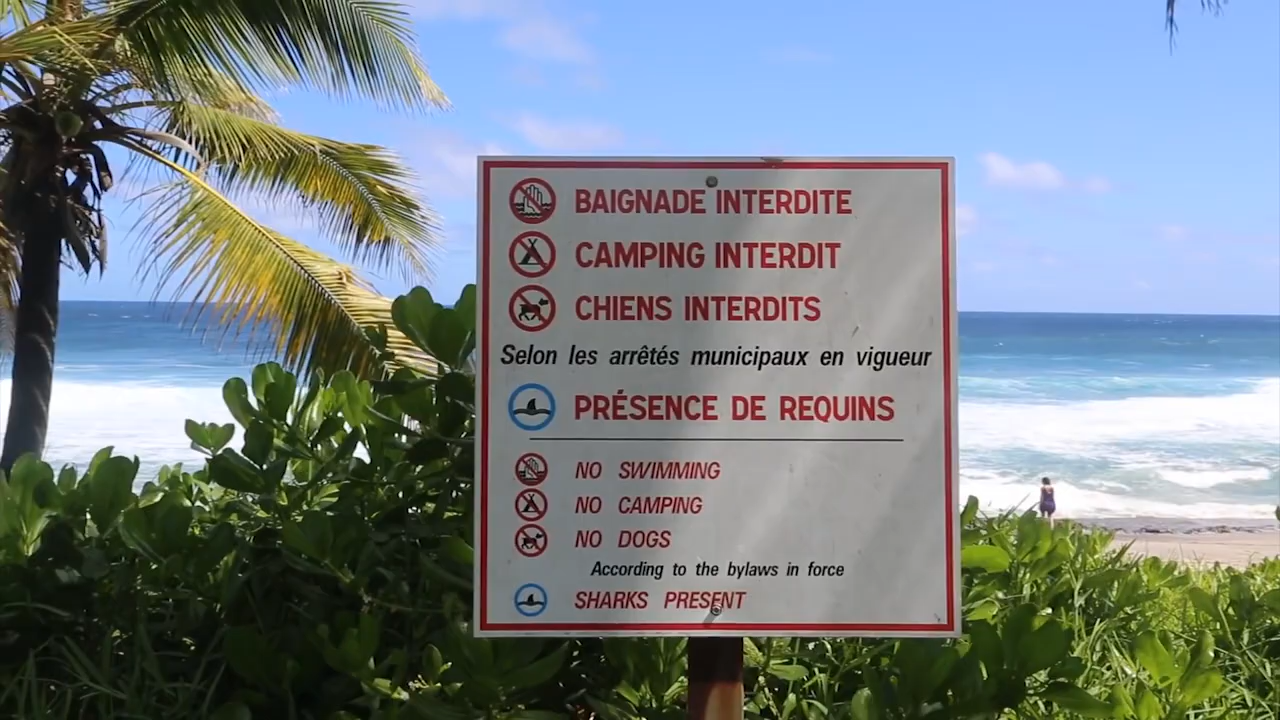 BAIGNADE INTERDITE
CAMPING INTERDIT
CHIENS INTERDITS
Selon les arrêtés municipaux en vigueur
PRÉSENCE DE REQUINS
NO SWIMMING
NO CAMPING
NO DOGS
According to the bylaws in force
SHARKS PRESENT